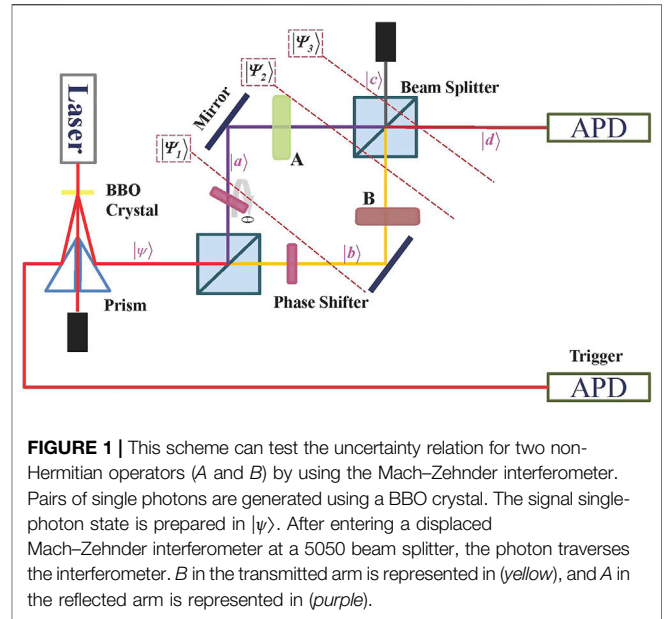 Laser
BBO
Crystal
Prism
|ψ⟩
Mirror
|Ψ₁⟩
|a⟩
Θ
A
|Ψ₂⟩
|Ψ₃⟩
|c⟩
Beam Splitter
|d⟩
APD
B
|b⟩
Phase Shifter
Trigger
APD
FIGURE 1 | This scheme can test the uncertainty relation for two non-
Hermitian operators (A and B) by using the Mach–Zehnder interferometer.
Pairs of single photons are generated using a BBO crystal. The signal single-
photon state is prepared in |ψ⟩. After entering a displaced
Mach–Zehnder interferometer at a 5050 beam splitter, the photon traverses
the interferometer. B in the transmitted arm is represented in (yellow), and A in
the reflected arm is represented in (purple).